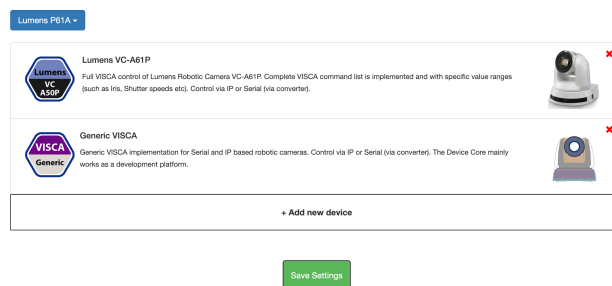 Lumens P61A
Lumens VC-A61P
Full VISCA control of Lumens Robotic Camera VC-A61P. Complete VISCA command list is implemented and with specific value ranges
(such as Iris, Shutter speeds etc). Control via IP or Serial (via converter).
Lumens
VC
A50P
Generic VISCA
Generic VISCA implementation for Serial and IP based robotic cameras. Control via IP or Serial (via converter). The Device Core mainly
works as a development platform.
VISCA
Generic
+ Add new device
Save Settings